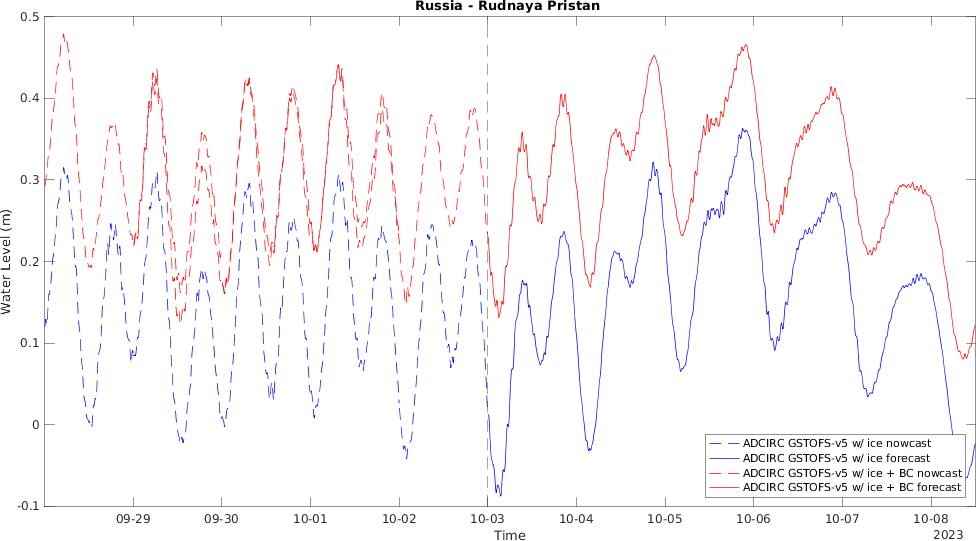 Russia - Rudnaya Pristan
0.5
0.4
0.3
0.2
0.1
0
-0.1
Water Level (m)
09-29 09-30 10-01 10-02 10-03 10-04 10-05 10-06 10-07 10-08
Time
2023
ADCIRC GSTOFS-v5 w/ ice nowcast
ADCIRC GSTOFS-v5 w/ ice forecast
ADCIRC GSTOFS-v5 w/ ice + BC nowcast
ADCIRC GSTOFS-v5 w/ ice + BC forecast